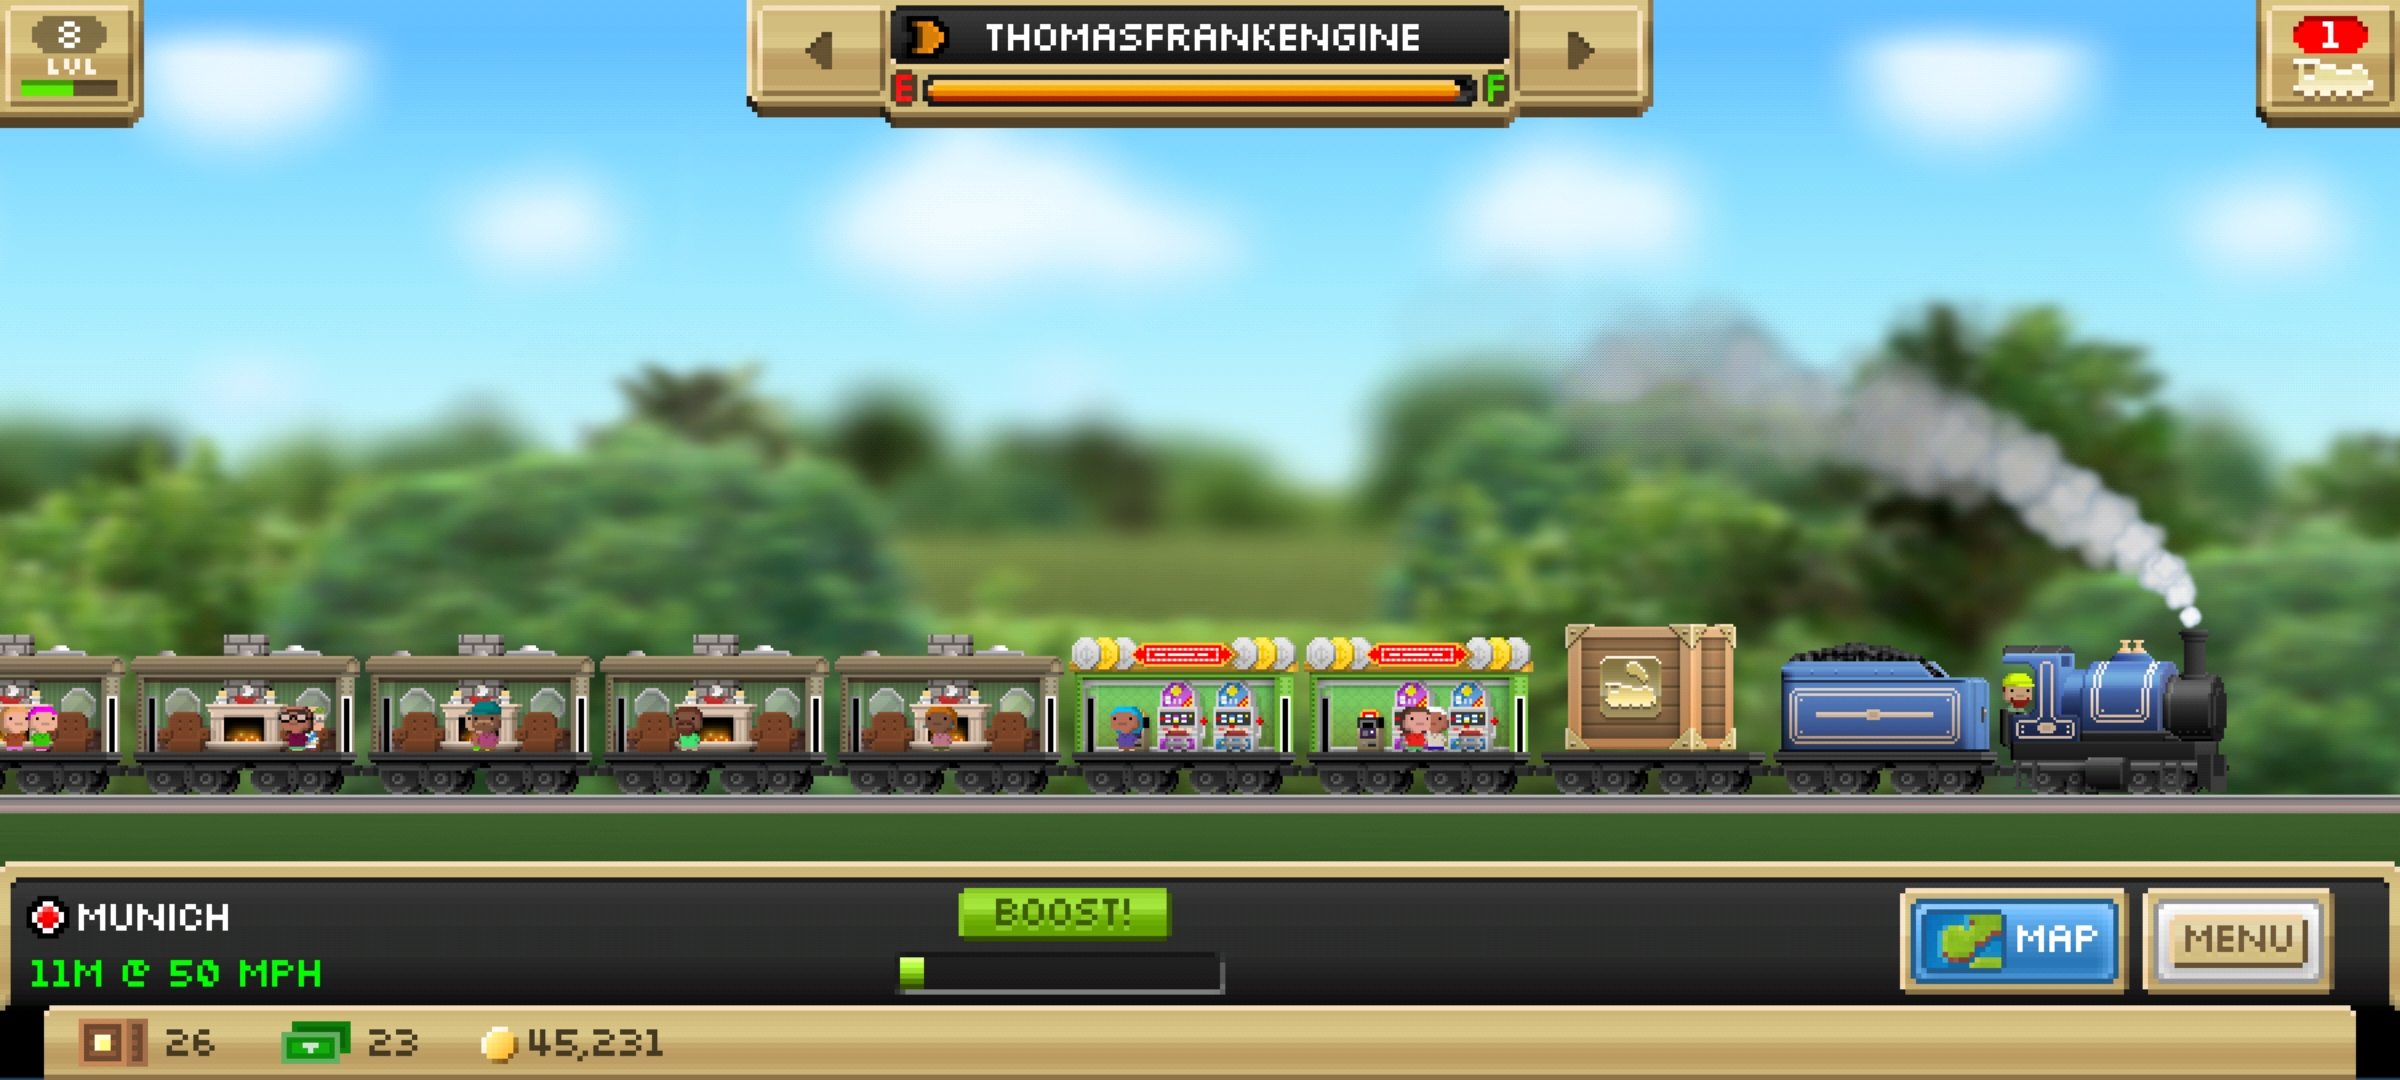 8
LVL
THOMASFRANKENGINE
E F
1
MUNICH
11M @ 50 MPH
BOOST!
MAP
MENU
26
23
45,231